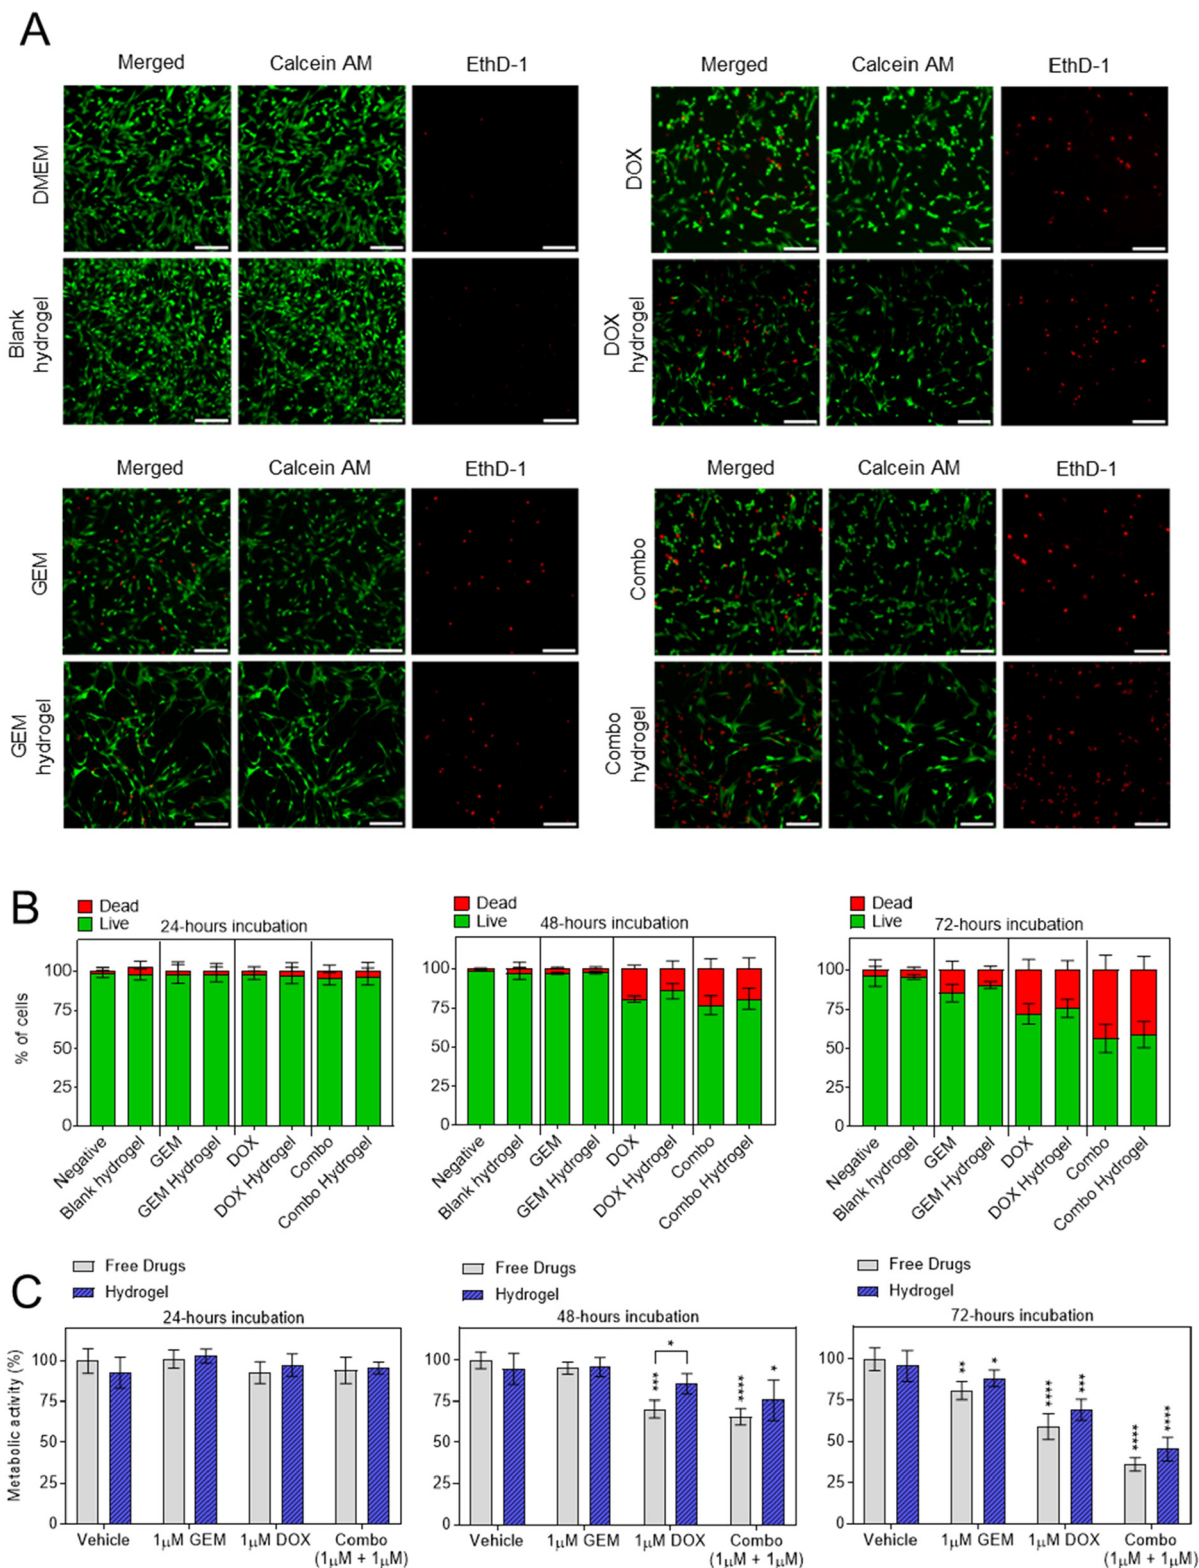 A
Merged Calcein AM EthD-1
Merged Calcein AM EthD-1
DMEM
Blank
hydrogel
DOX
DOX
hydrogel
Merged Calcein AM EthD-1
Merged Calcein AM EthD-1
GEM
GEM
hydrogel
Combo
Combo
hydrogel
B
Dead
Live
24-hours incubation
% of cells
100
75
50
25
0
Negative
Blank hydrogel
GEM
GEM Hydrogel
DOX
DOX Hydrogel
Combo
Combo Hydrogel
Dead
Live
48-hours incubation
100
75
50
25
0
Negative
Blank hydrogel
GEM
GEM Hydrogel
DOX
DOX Hydrogel
Combo
Combo Hydrogel
Dead
Live
72-hours incubation
100
75
50
25
0
Negative
Blank hydrogel
GEM
GEM Hydrogel
DOX
DOX Hydrogel
Combo
Combo Hydrogel
C
Free Drugs
Hydrogel
24-hours incubation
Metabolic activity (%)
100
75
50
25
0
Vehicle 1μM GEM 1μM DOX Combo
(1μM + 1μM)
Free Drugs
Hydrogel
48-hours incubation
100
75
50
25
0
*
***
****
*
Vehicle 1μM GEM 1μM DOX Combo
(1μM + 1μM)
Free Drugs
Hydrogel
72-hours incubation
100
75
50
25
0
**
*
****
***
****
****
Vehicle 1μM GEM 1μM DOX Combo
(1μM + 1μM)